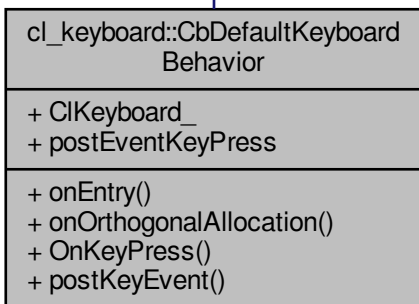 cl_keyboard::CbDefaultKeyboard
Behavior
+ ClKeyboard_
+ postEventKeyPress
+ onEntry()
+ onOrthogonalAllocation()
+ OnKeyPress()
+ postKeyEvent()